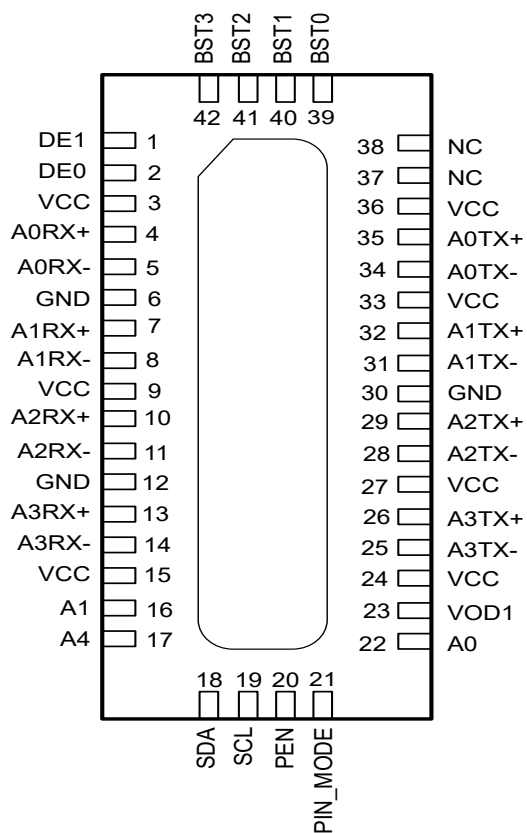 BST3 BST2 BST1 BST0
42 41 40 39
DE1 1
DE0 2
VCC 3
A0RX+ 4
A0RX- 5
GND 6
A1RX+ 7
A1RX- 8
VCC 9
A2RX+ 10
A2RX- 11
GND 12
A3RX+ 13
A3RX- 14
VCC 15
A1 16
A4 17
38 NC
37 NC
36 VCC
35 A0TX+
34 A0TX-
33 VCC
32 A1TX+
31 A1TX-
30 GND
29 A2TX+
28 A2TX-
27 VCC
26 A3TX+
25 A3TX-
24 VCC
23 VOD1
22 A0
18 19 20 21
SDA SCL PEN PIN_MODE